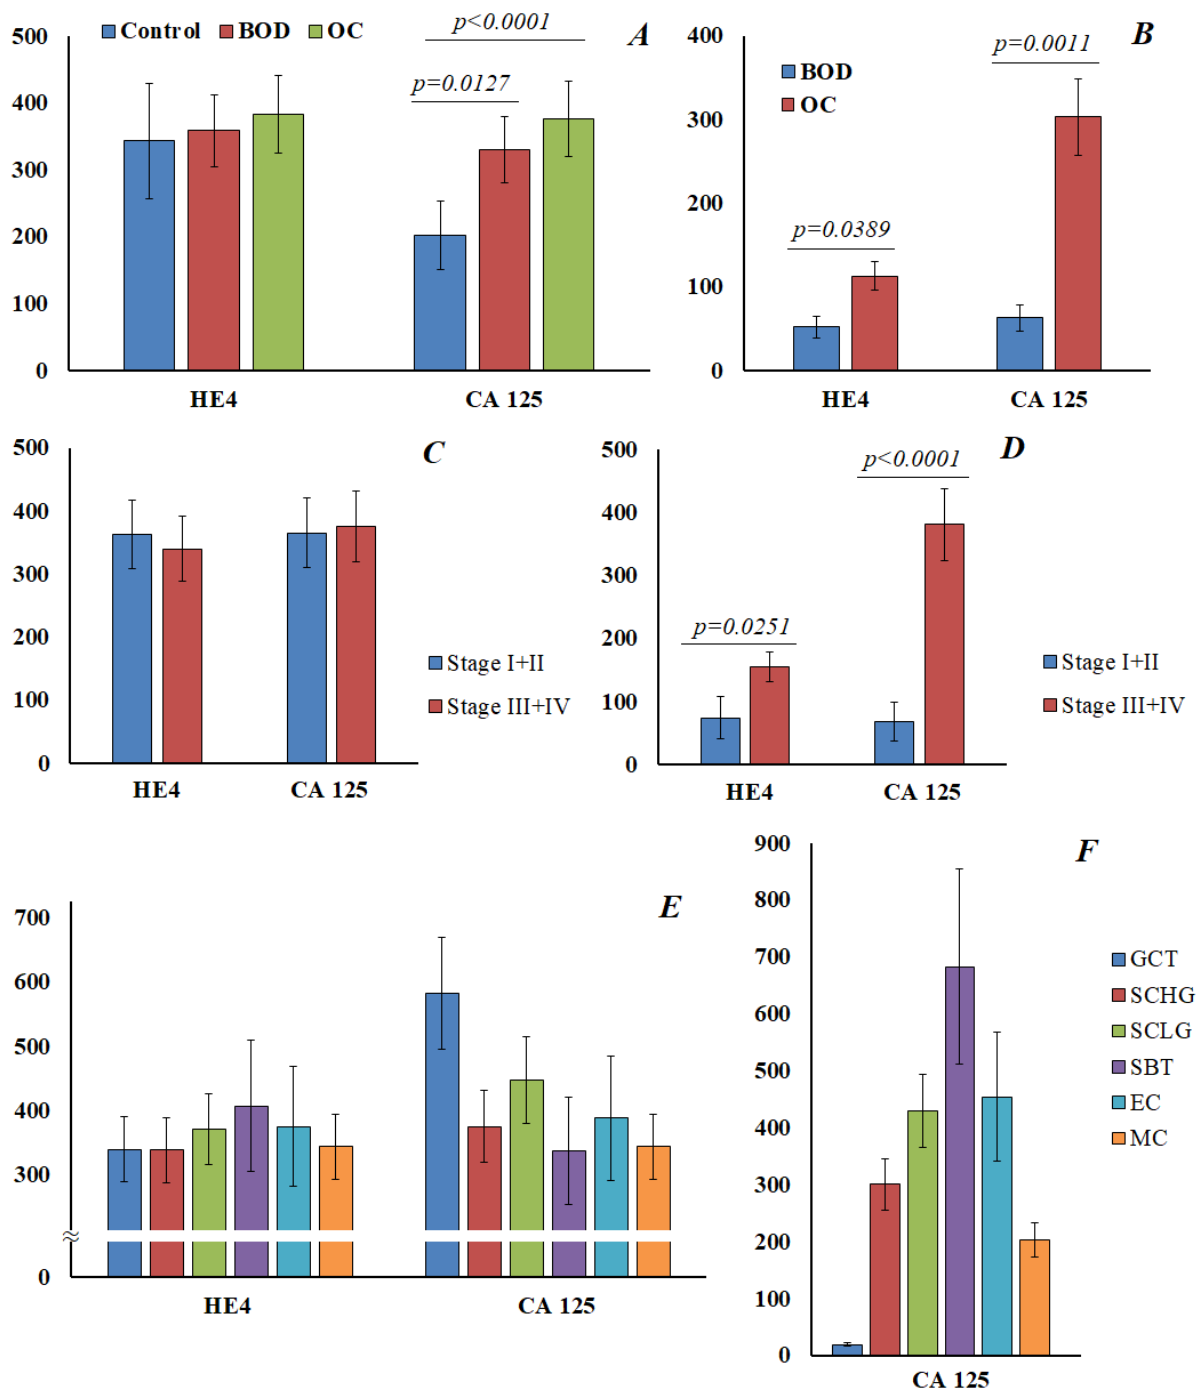 Control BOD OC
A
p<0.0001
p=0.0127
500
400
300
200
100
0
HE4 CA 125
B
BOD
OC
p=0.0011
p=0.0389
400
300
200
100
0
HE4 CA 125
C
500
400
300
200
100
0
Stage I+II
Stage III+IV
HE4 CA 125
D
p<0.0001
p=0.0251
500
400
300
200
100
0
Stage I+II
Stage III+IV
HE4 CA 125
E
700
600
500
400
300
≈
0
HE4 CA 125
F
900
800
700
600
500
400
300
200
100
0
GCT
SCHG
SCLG
SBT
EC
MC
CA 125